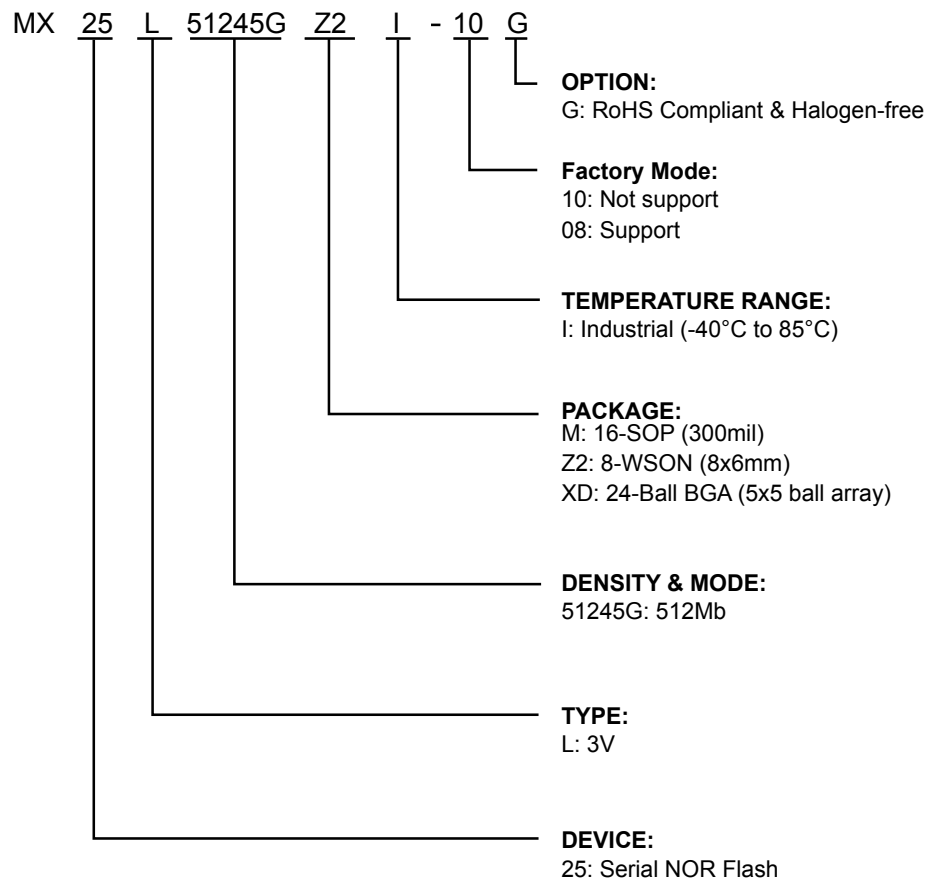 MX 25 L 51245G Z2 I - 10 G
OPTION:
G: RoHS Compliant & Halogen-free
Factory Mode:
10: Not support
08: Support
TEMPERATURE RANGE:
I: Industrial (-40°C to 85°C)
PACKAGE:
M: 16-SOP (300mil)
Z2: 8-WSON (8x6mm)
XD: 24-Ball BGA (5x5 ball array)
DENSITY & MODE:
51245G: 512Mb
TYPE:
L: 3V
DEVICE:
25: Serial NOR Flash